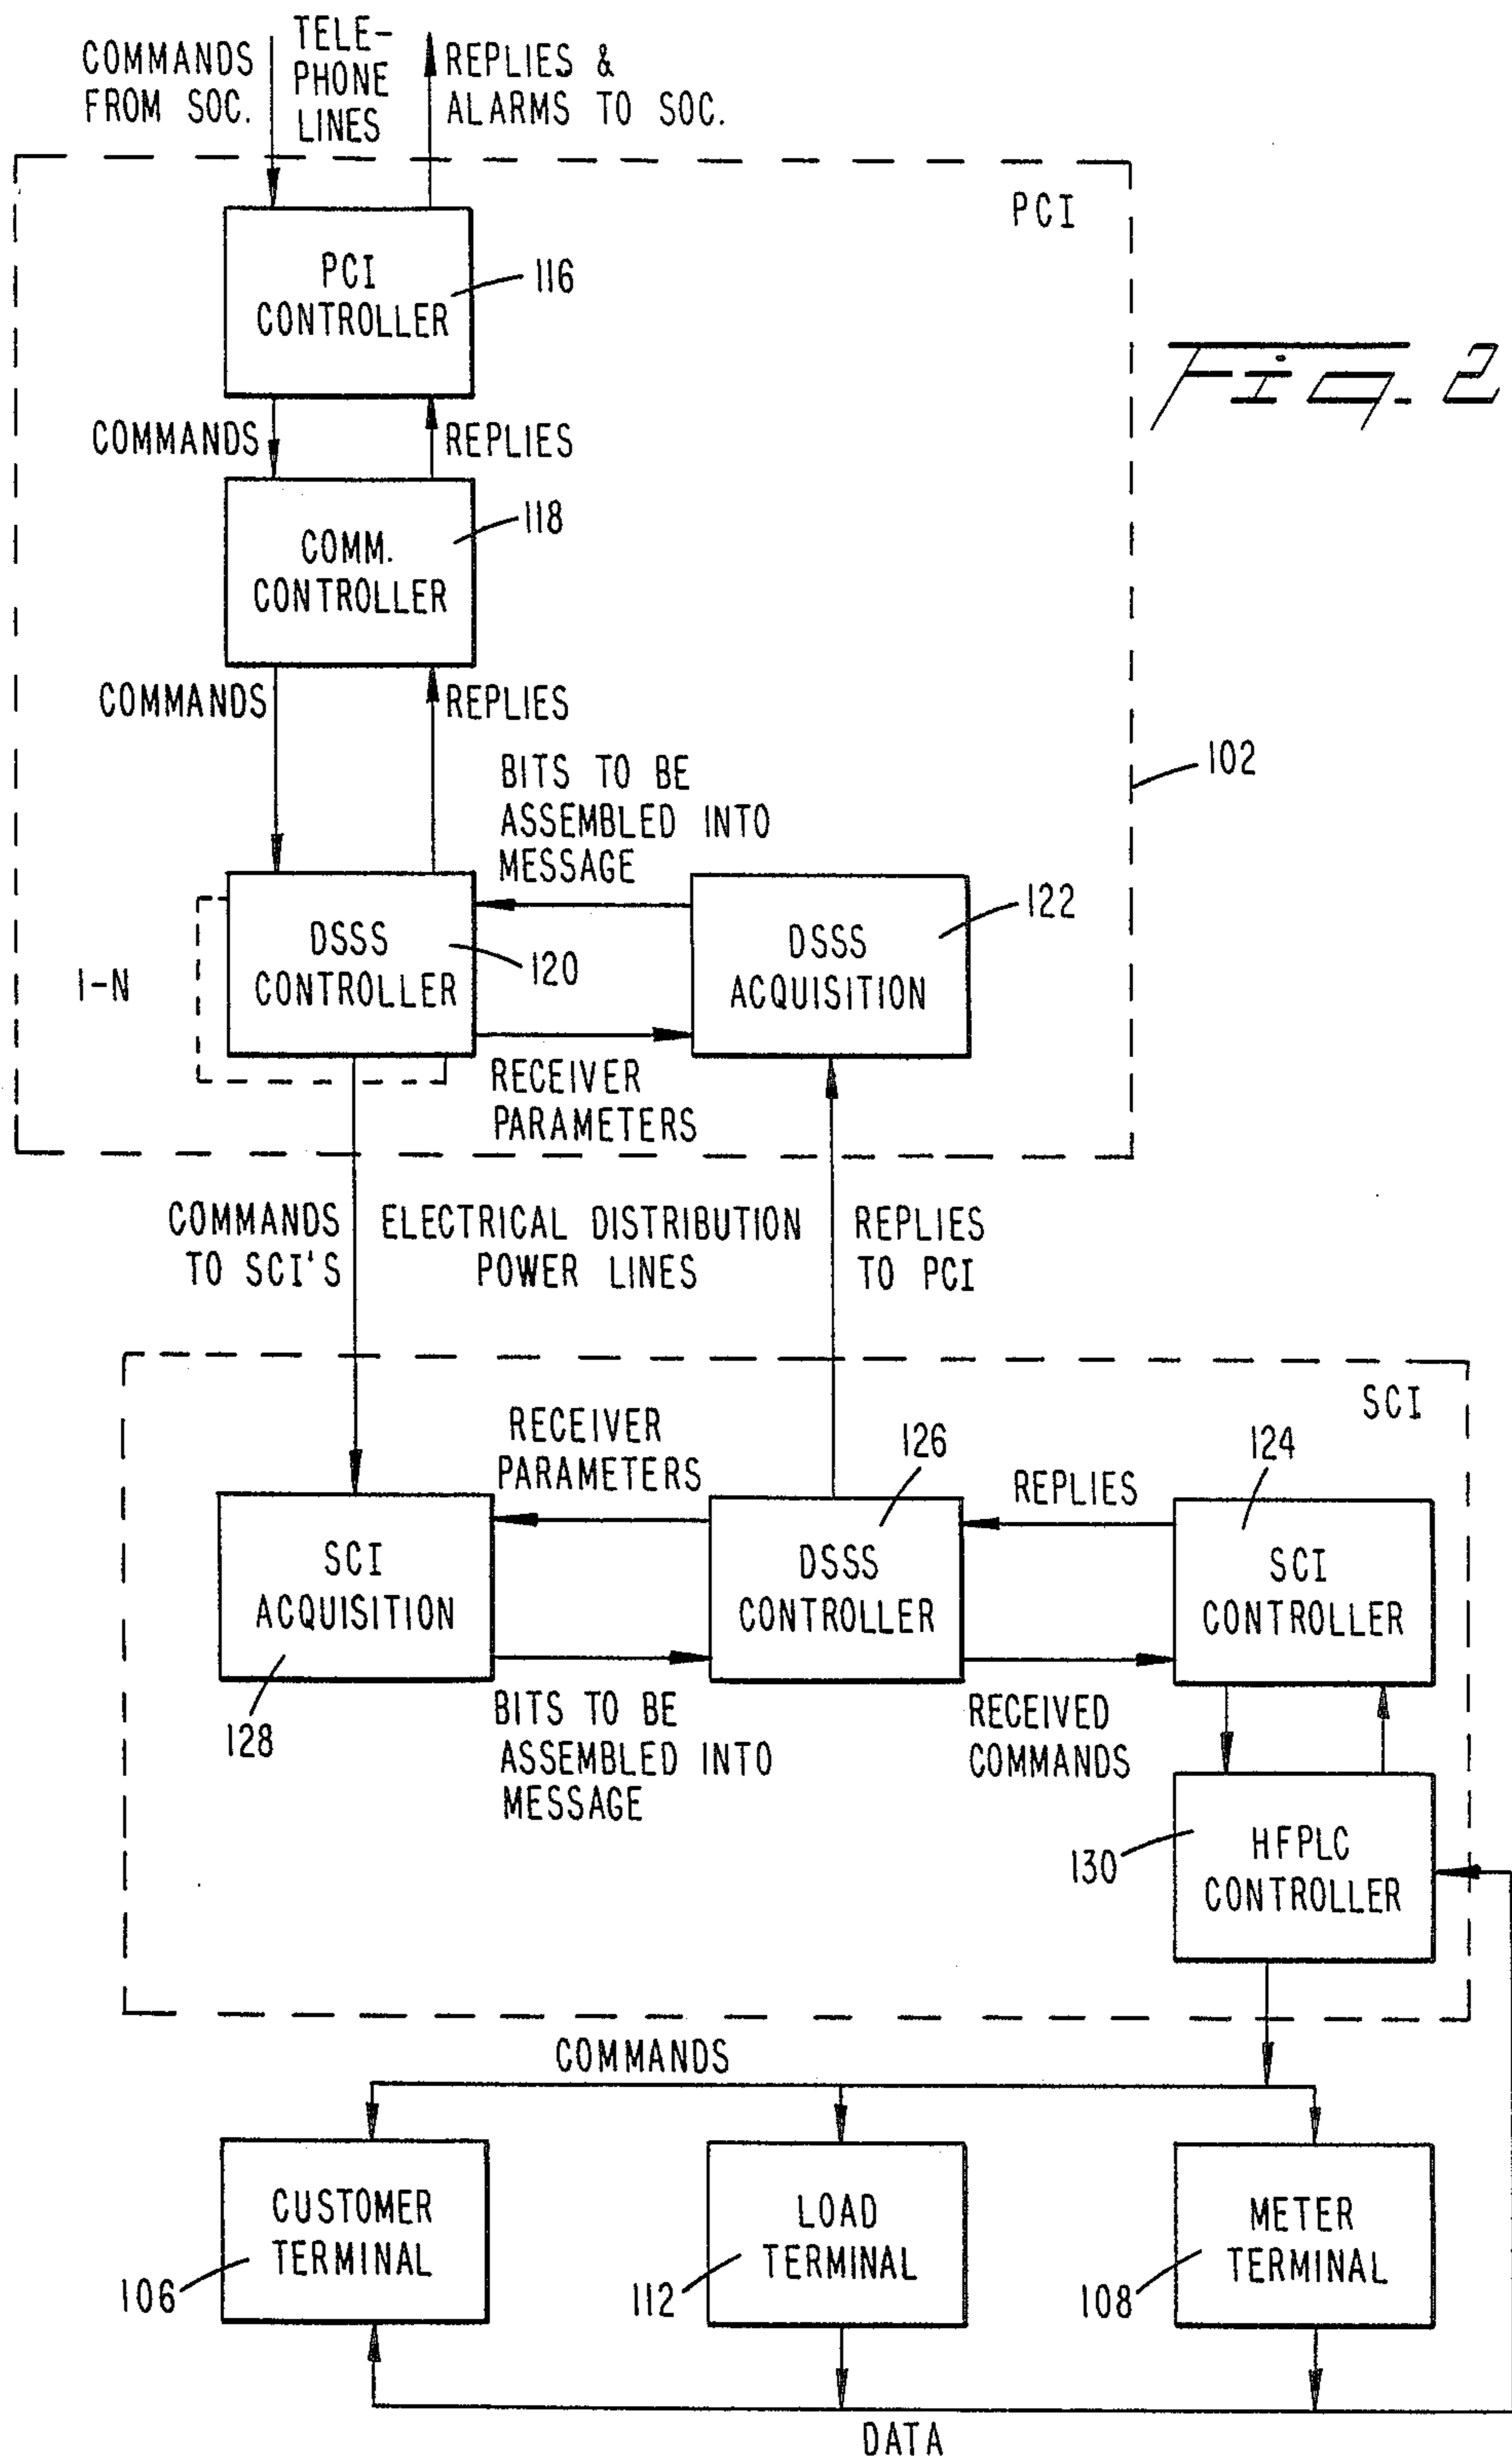 COMMANDS
FROM SOC.
TELE-
PHONE
LINES
REPLIES &
ALARMS TO SOC.
PCI
PCI
CONTROLLER
116
Fig. 2
COMMANDS
REPLIES
118
COMM.
CONTROLLER
COMMANDS
REPLIES
102
BITS TO BE
ASSEMBLED INTO
MESSAGE
122
DSSS
CONTROLLER
120
DSSS
ACQUISITION
1-N
RECEIVER
PARAMETERS
COMMANDS
TO SCI'S
ELECTRICAL DISTRIBUTION
POWER LINES
REPLIES
TO PCI
SCI
RECEIVER
PARAMETERS
126
REPLIES
124
SCI
ACQUISITION
DSSS
CONTROLLER
SCI
CONTROLLER
128
BITS TO BE
ASSEMBLED INTO
MESSAGE
RECEIVED
COMMANDS
130
HFPLC
CONTROLLER
COMMANDS
CUSTOMER
TERMINAL
LOAD
TERMINAL
METER
TERMINAL
106
112
108
DATA